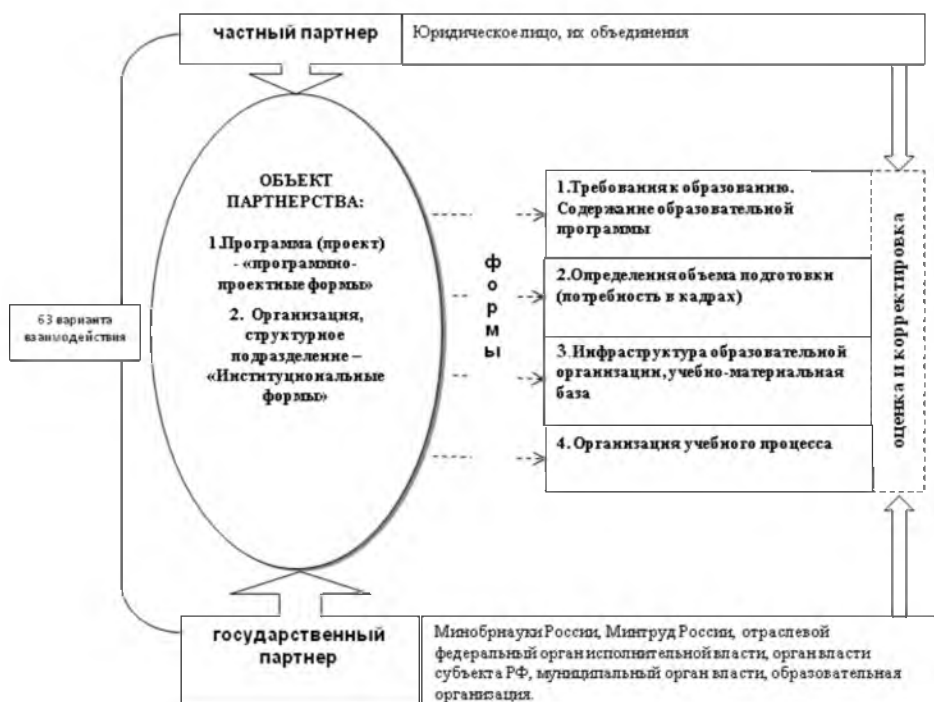 частный партнер
Юридическое лицо, их объединения
ОБЪЕКТ
ПАРТНЕРСТВА:
1.Программа (проект)
- «программно-
проектные формы»
2. Организация,
структурное
подразделение –
«Институциональные
формы»
63 варианта
взаимодействия
ф
о
р
м
ы
1.Требования к образованию.
Содержание образовательной
программы
2.Определения объема подготовки
(потребность в кадрах)
3.Инфраструктура образовательной
организации, учебно-материальная
база
4.Организация учебного процесса
оценка и корректировка
государственный
партнер
Минобрнауки России, Минтруд России, отраслевой
федеральный орган исполнительной власти, орган власти
субъекта РФ, муниципальный орган власти, образовательная
организация.